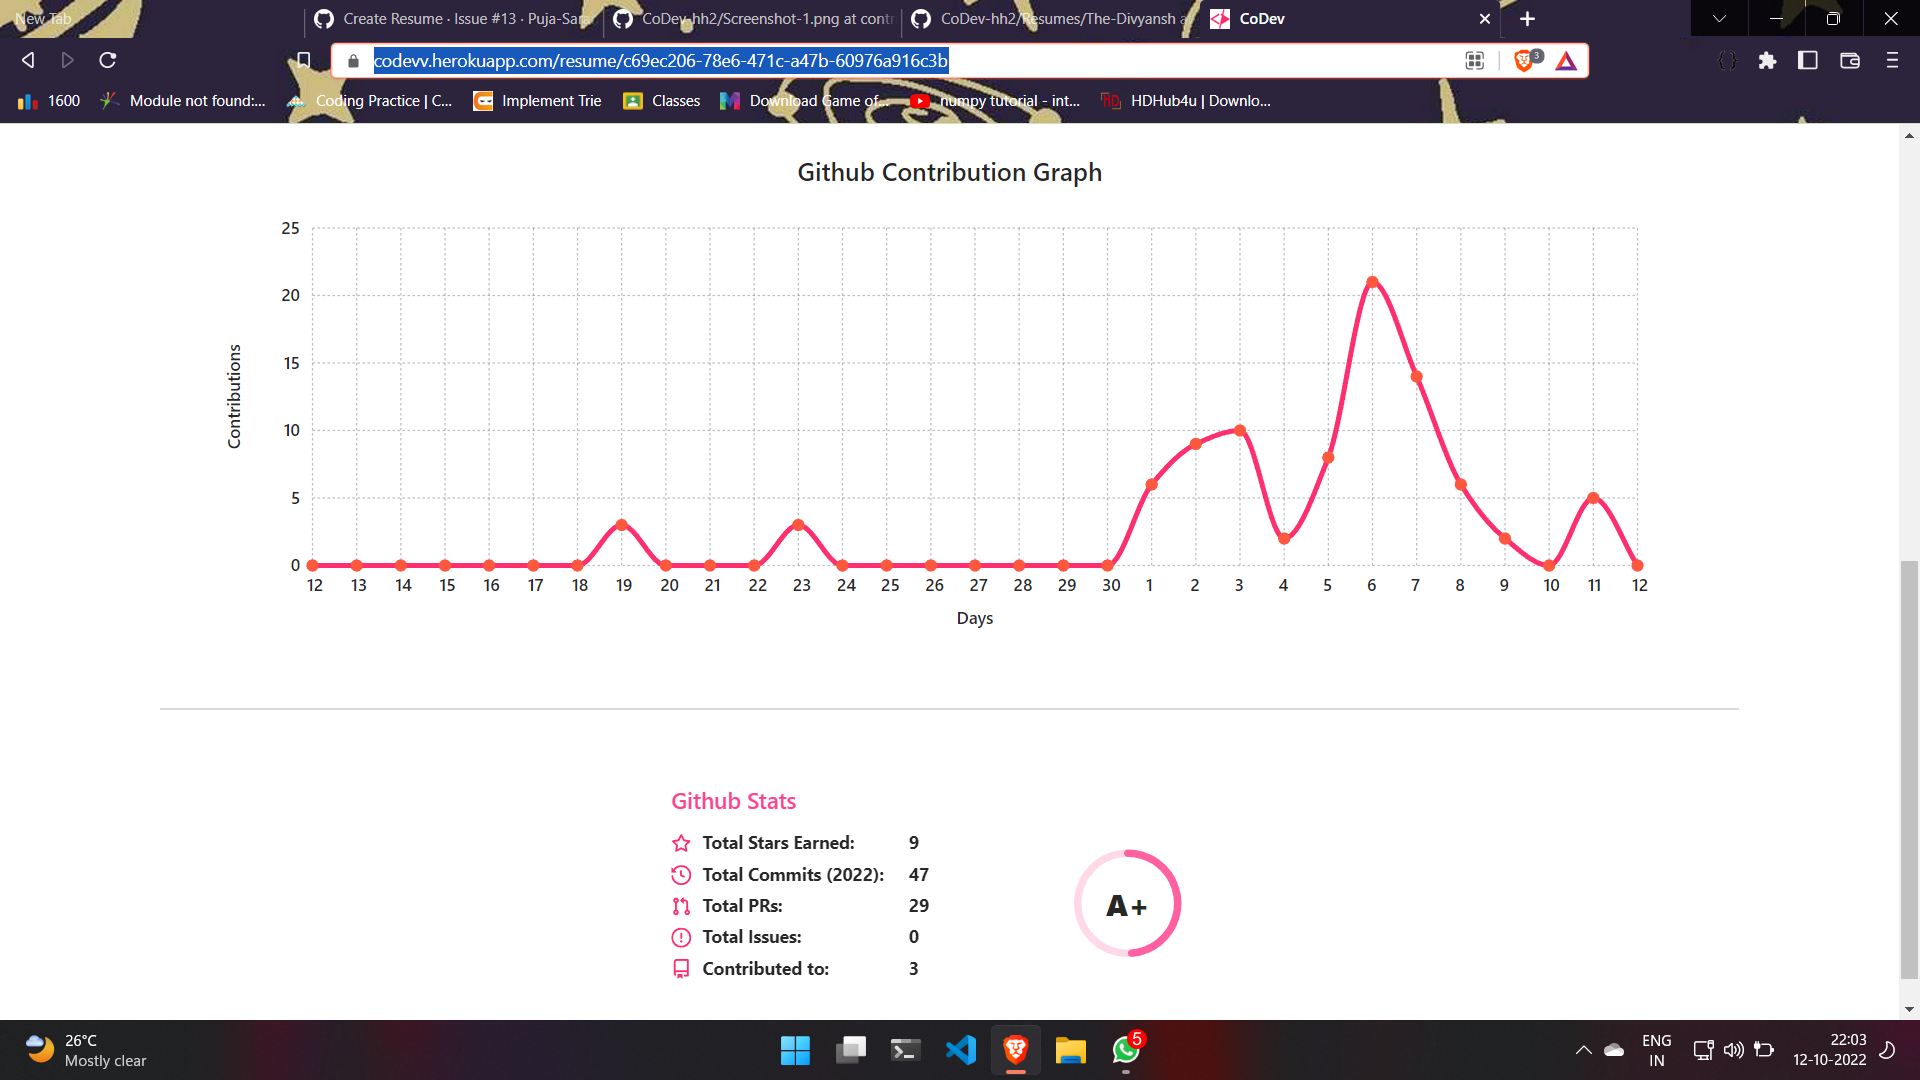 New Tab
Create Resume · Issue #13 · Puja-Sara
CoDev-hh2/Screenshot-1.png at cont
CoDev-hh2/Resumes/The-Divyansh a
CoDev
codevv.herokuapp.com/resume/c69ec206-78e6-471c-a47b-60976a916c3b
3
1600
Module not found:...
Coding Practice | C...
Implement Trie
Classes
Download Game of...
numpy tutorial - int...
HD
HDHub4u | Downlo...
Github Contribution Graph
25
20
15
10
5
0
Contributions
12 13 14 15 16 17 18 19 20 21 22 23 24 25 26 27 28 29 30 1 2 3 4 5 6 7 8 9 10 11 12
Days
Github Stats
Total Stars Earned: 9
Total Commits (2022): 47
Total PRs: 29
Total Issues: 0
Contributed to: 3
A+
26°C
Mostly clear
5
ENG
IN
22:03
12-10-2022